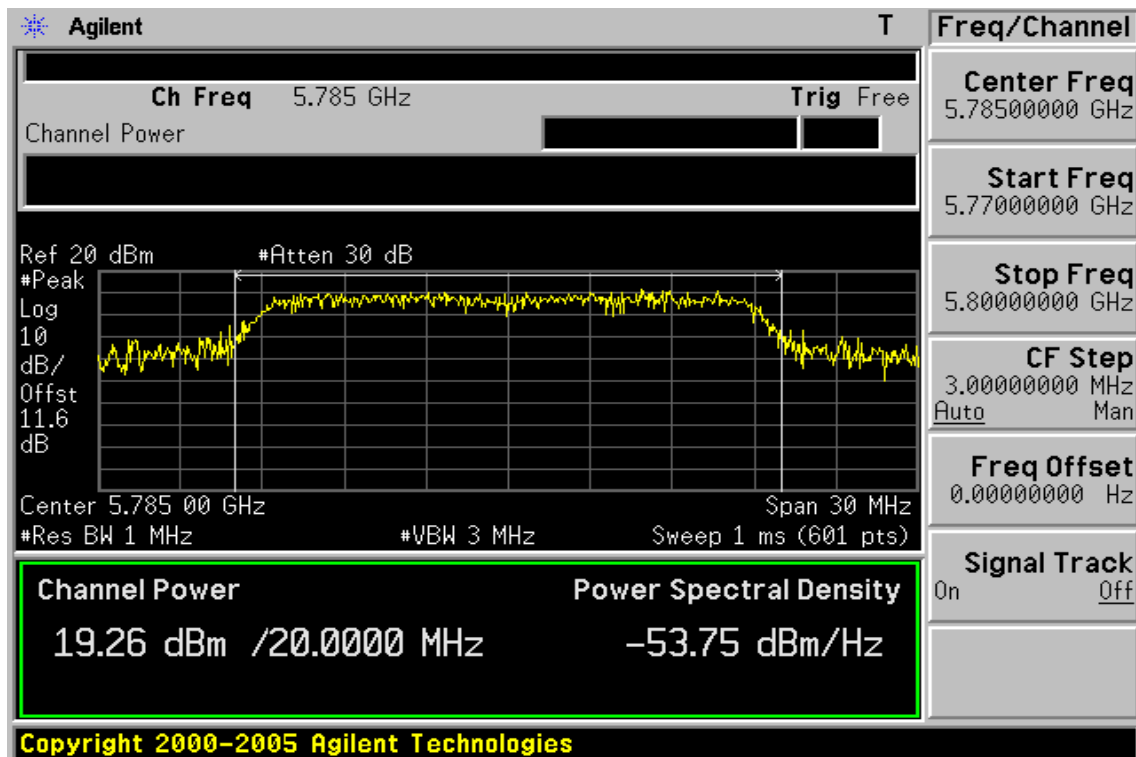 Agilent T Freq/Channel
Ch Freq 5.785 GHz Trig Free
Channel Power
Center Freq
5.78500000 GHz
Start Freq
5.77000000 GHz
Ref 20 dBm #Atten 30 dB
#Peak
Log
10
dB/
Offst
11.6
dB
Stop Freq
5.80000000 GHz
CF Step
3.00000000 MHz
Auto Man
Freq Offset
0.00000000 Hz
Center 5.785 00 GHz Span 30 MHz
#Res BW 1 MHz #VBW 3 MHz Sweep 1 ms (601 pts)
Signal Track
On Off
Channel Power Power Spectral Density
19.26 dBm /20.0000 MHz -53.75 dBm/Hz
Copyright 2000-2005 Agilent Technologies